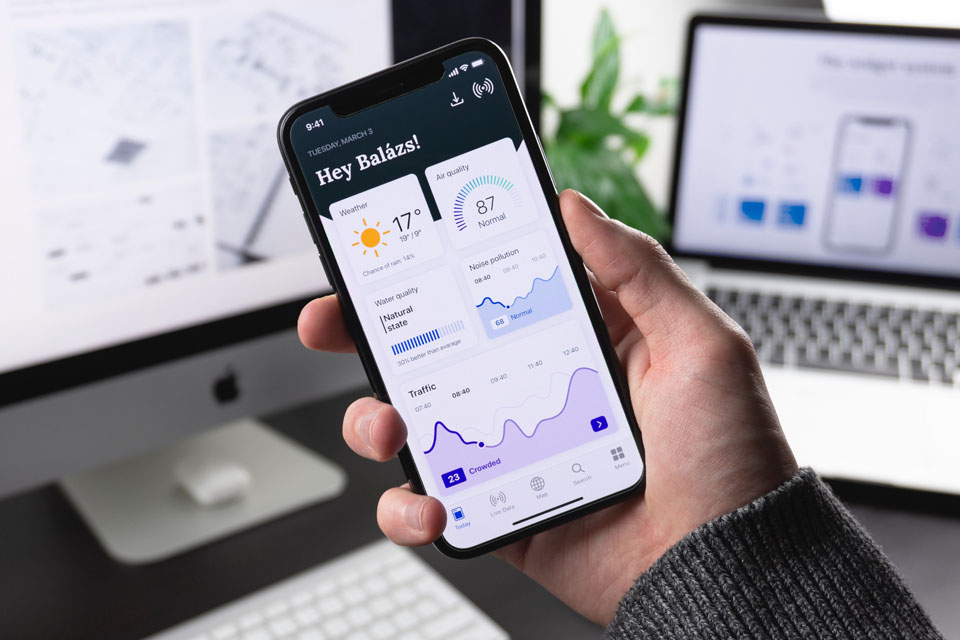 9:41
TUESDAY, MARCH 3
Hey Balázs!
Weather
17°
19° / 9°
Chance of rain: 14%
Air quality
87
Normal
Water quality
Natural
state
30% better than avarage
Noise pollution
08:40 09:40 10:40
68 Normal
Traffic
07:40 08:40 09:40 11:40 12:40
23 Crowded
Today Live Data Map Search Menu